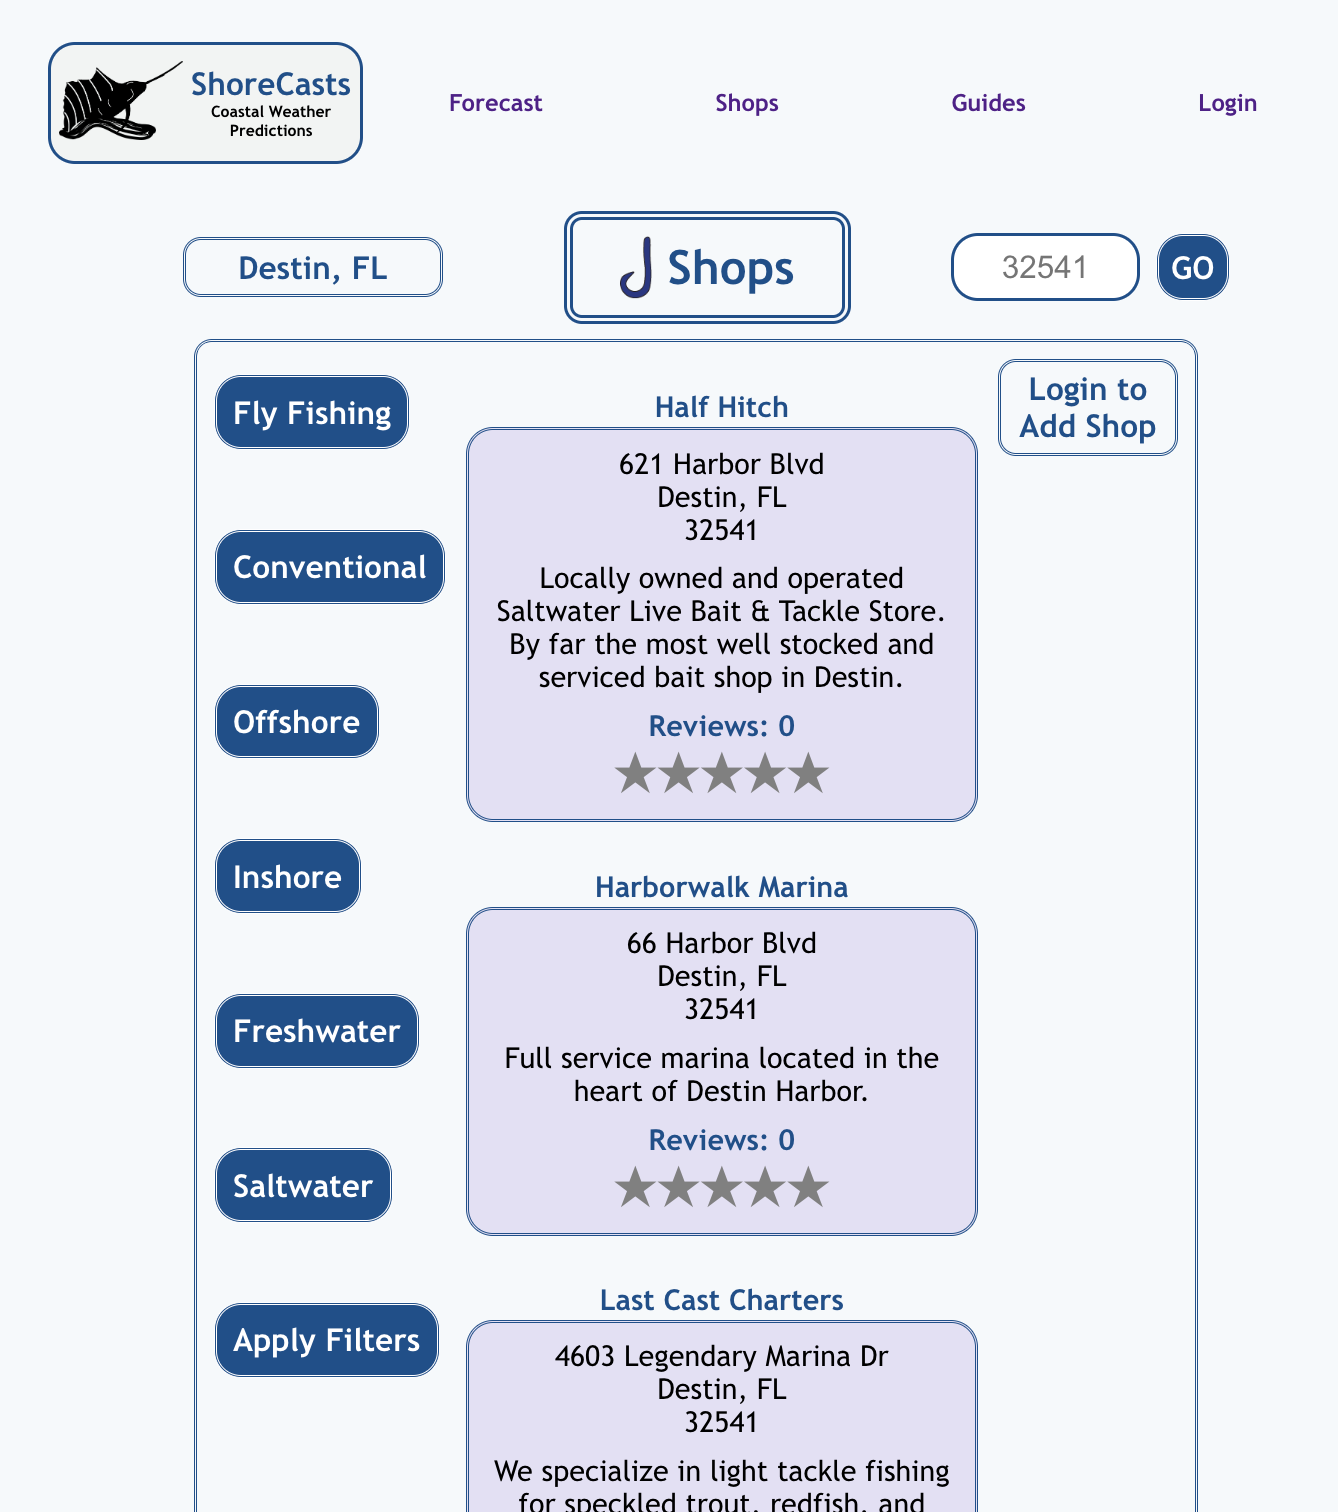 ShoreCasts
Coastal Weather
Predictions
Forecast
Shops
Guides
Login
Destin, FL
Shops
32541
GO
Fly Fishing
Conventional
Offshore
Inshore
Freshwater
Saltwater
Apply Filters
Half Hitch
621 Harbor Blvd
Destin, FL
32541
Locally owned and operated
Saltwater Live Bait & Tackle Store.
By far the most well stocked and
serviced bait shop in Destin.
Reviews: 0
★★★★★
Harborwalk Marina
66 Harbor Blvd
Destin, FL
32541
Full service marina located in the
heart of Destin Harbor.
Reviews: 0
★★★★★
Last Cast Charters
4603 Legendary Marina Dr
Destin, FL
32541
We specialize in light tackle fishing
for speckled trout, redfish, and
Login to
Add Shop